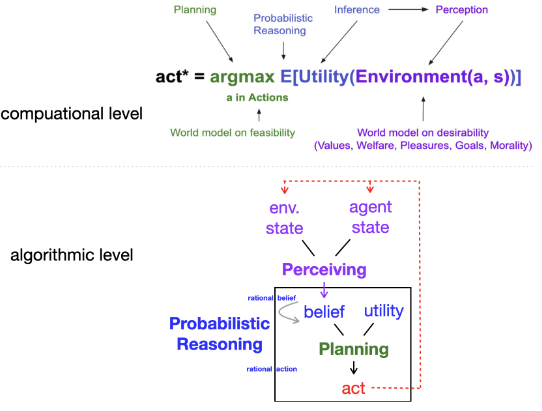 Planning
Probabilistic
Reasoning
Inference
Perception
act* = argmax E[Utility(Environment(a, s))]
a in Actions
compuational level
World model on feasibility
World model on desirability
(Values, Welfare, Pleasures, Goals, Morality)
env.
state
agent
state
algorithmic level
Perceiving
rational belief
belief
utility
Probabilistic
Reasoning
Planning
rational action
act